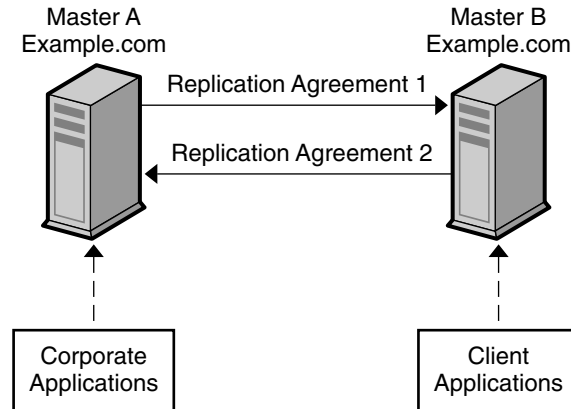 Master A
Example.com
Master B
Example.com
Replication Agreement 1
Replication Agreement 2
Corporate
Applications
Client
Applications